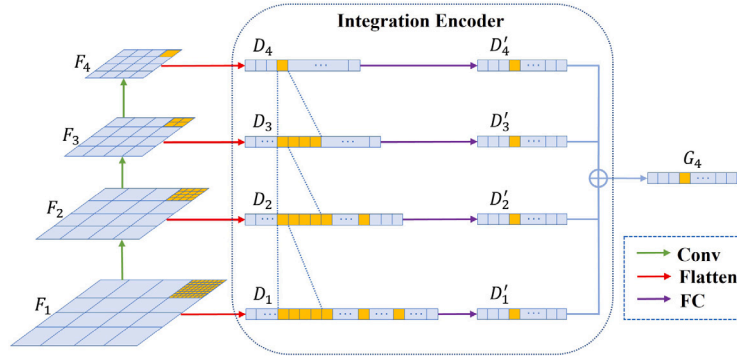 Integration Encoder
F₄
D₄
···
D′₄
···
F₃
D₃
···
···
D′₃
···
G₄
···
F₂
D₂
···
···
···
D′₂
···
Conv
Flatten
FC
F₁
D₁
···
···
···
···
D′₁
···